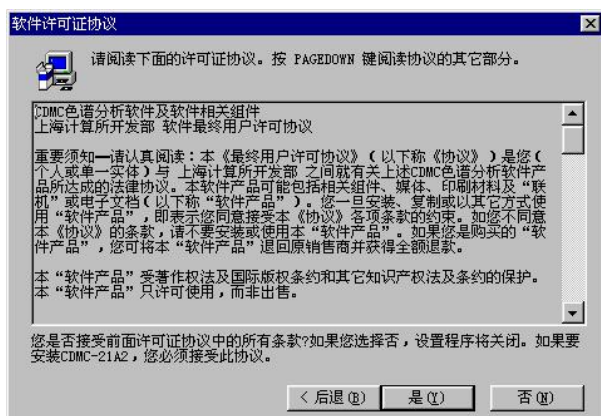 软件许可证协议
请阅读下面的许可证协议。按 PAGEDOWN 键阅读协议的其它部分。
CDMC色谱分析软件及软件相关组件
上海计算所开发部 软件最终用户许可协议
重要须知—请认真阅读：本《最终用户许可协议》(以下称《协议》)是您(
个人或单一实体)与 上海计算所开发部 之间就有关上述CDMC色谱分析软件产
品所达成的法律协议。本软件产品可能包括相关组件、媒体、印刷材料及“联
机”或电子文档(以下称“软件产品”)。您一旦安装、复制或以其它方式使
用“软件产品”，即表示您同意接受本《协议》各项条款的约束。如您不同意
本《协议》的条款，请不要安装或使用本“软件产品”。如果您是购买的“软
件产品”，您可将本“软件产品”退回原销售商并获得全额退款。
本“软件产品”受著作权法及国际版权条约和其它知识产权法及条约的保护。
本“软件产品”只许可使用，而非出售。
您是否接受前面许可证协议中的所有条款?如果您选择否，设置程序将关闭。如果要
安装CDMC-21A2，您必须接受此协议。
< 后退(B) 是(Y) 否(N)